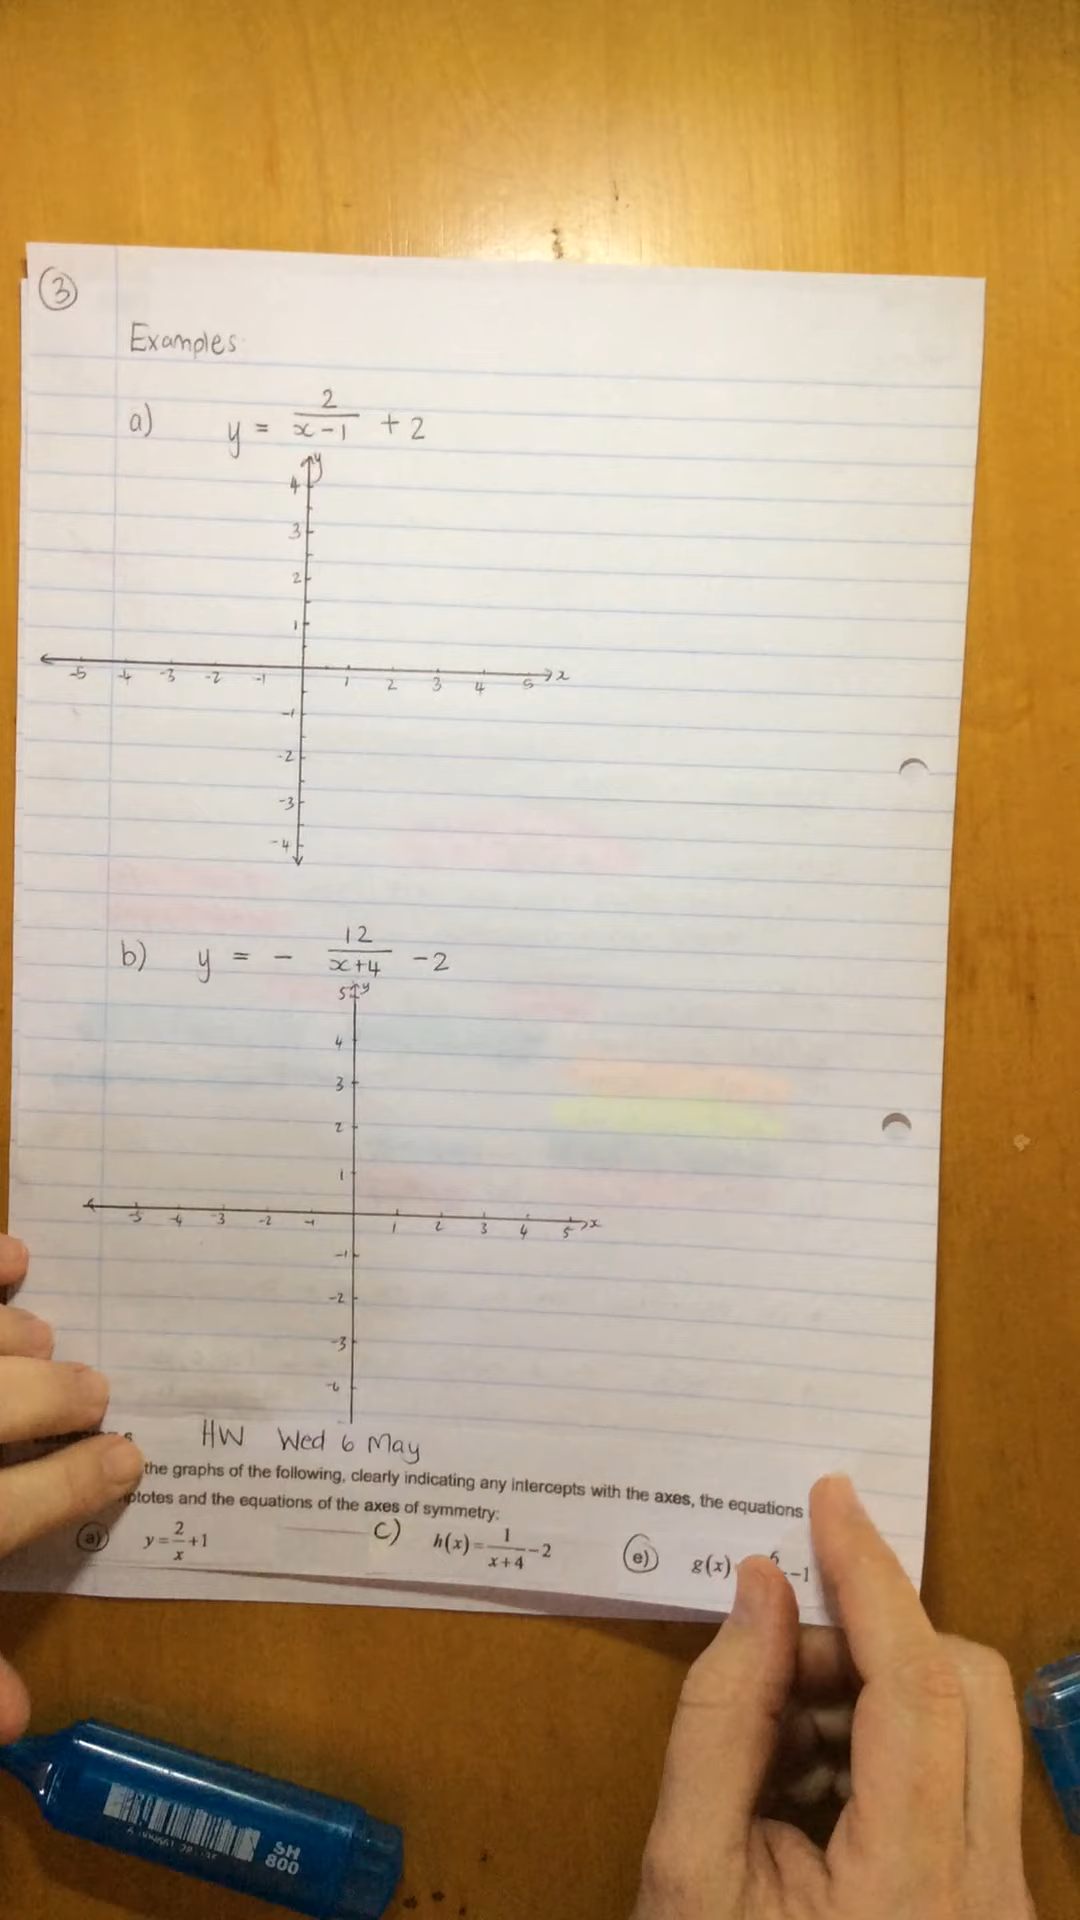 3
Examples
a) y = 2/(x-1) + 2
y
4
3
2
1
-5 -4 -3 -2 -1 1 2 3 4 5 x
-1
-2
-3
-4
b) y = - 12/(x+4) -2
5 y
4
3
2
1
-5 -4 -3 -2 -1 1 2 3 4 5 x
-1
-2
-3
HW Wed 6 May
the graphs of the following, clearly indicating any intercepts with the axes, the equations
and the equations of the axes of symmetry:
a) y=2/x+1 c) h(x)=1/(x+4)-2 e) g(x) -1
SH
800